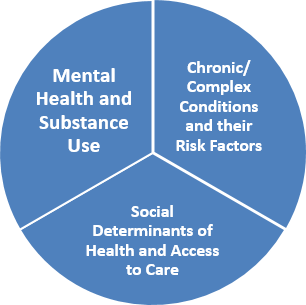 Mental
Health and
Substance
Use
Chronic/
Complex
Conditions
and their
Risk Factors
Social
Determinants of
Health and Access
to Care